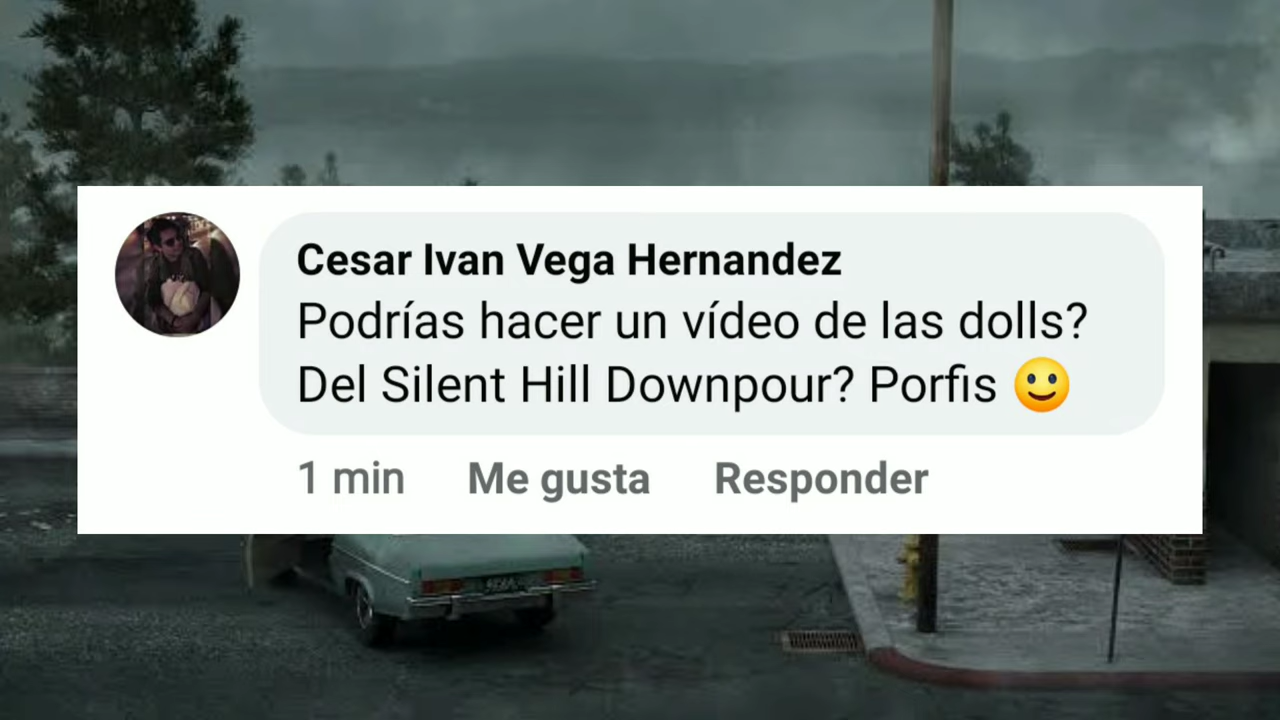 Cesar Ivan Vega Hernandez
Podrías hacer un vídeo de las dolls?
Del Silent Hill Downpour? Porfis 🙂
1 min Me gusta Responder